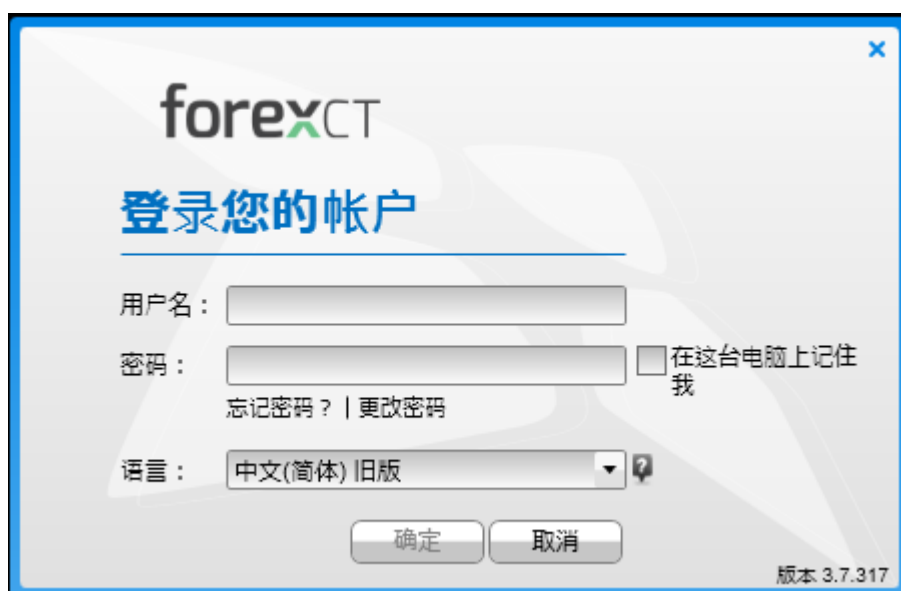 forexCT
登录您的帐户
用户名：
密码：
在这台电脑上记住
我
忘记密码？ | 更改密码
语言：
中文(简体) 旧版
?
确定
取消
版本 3.7.317